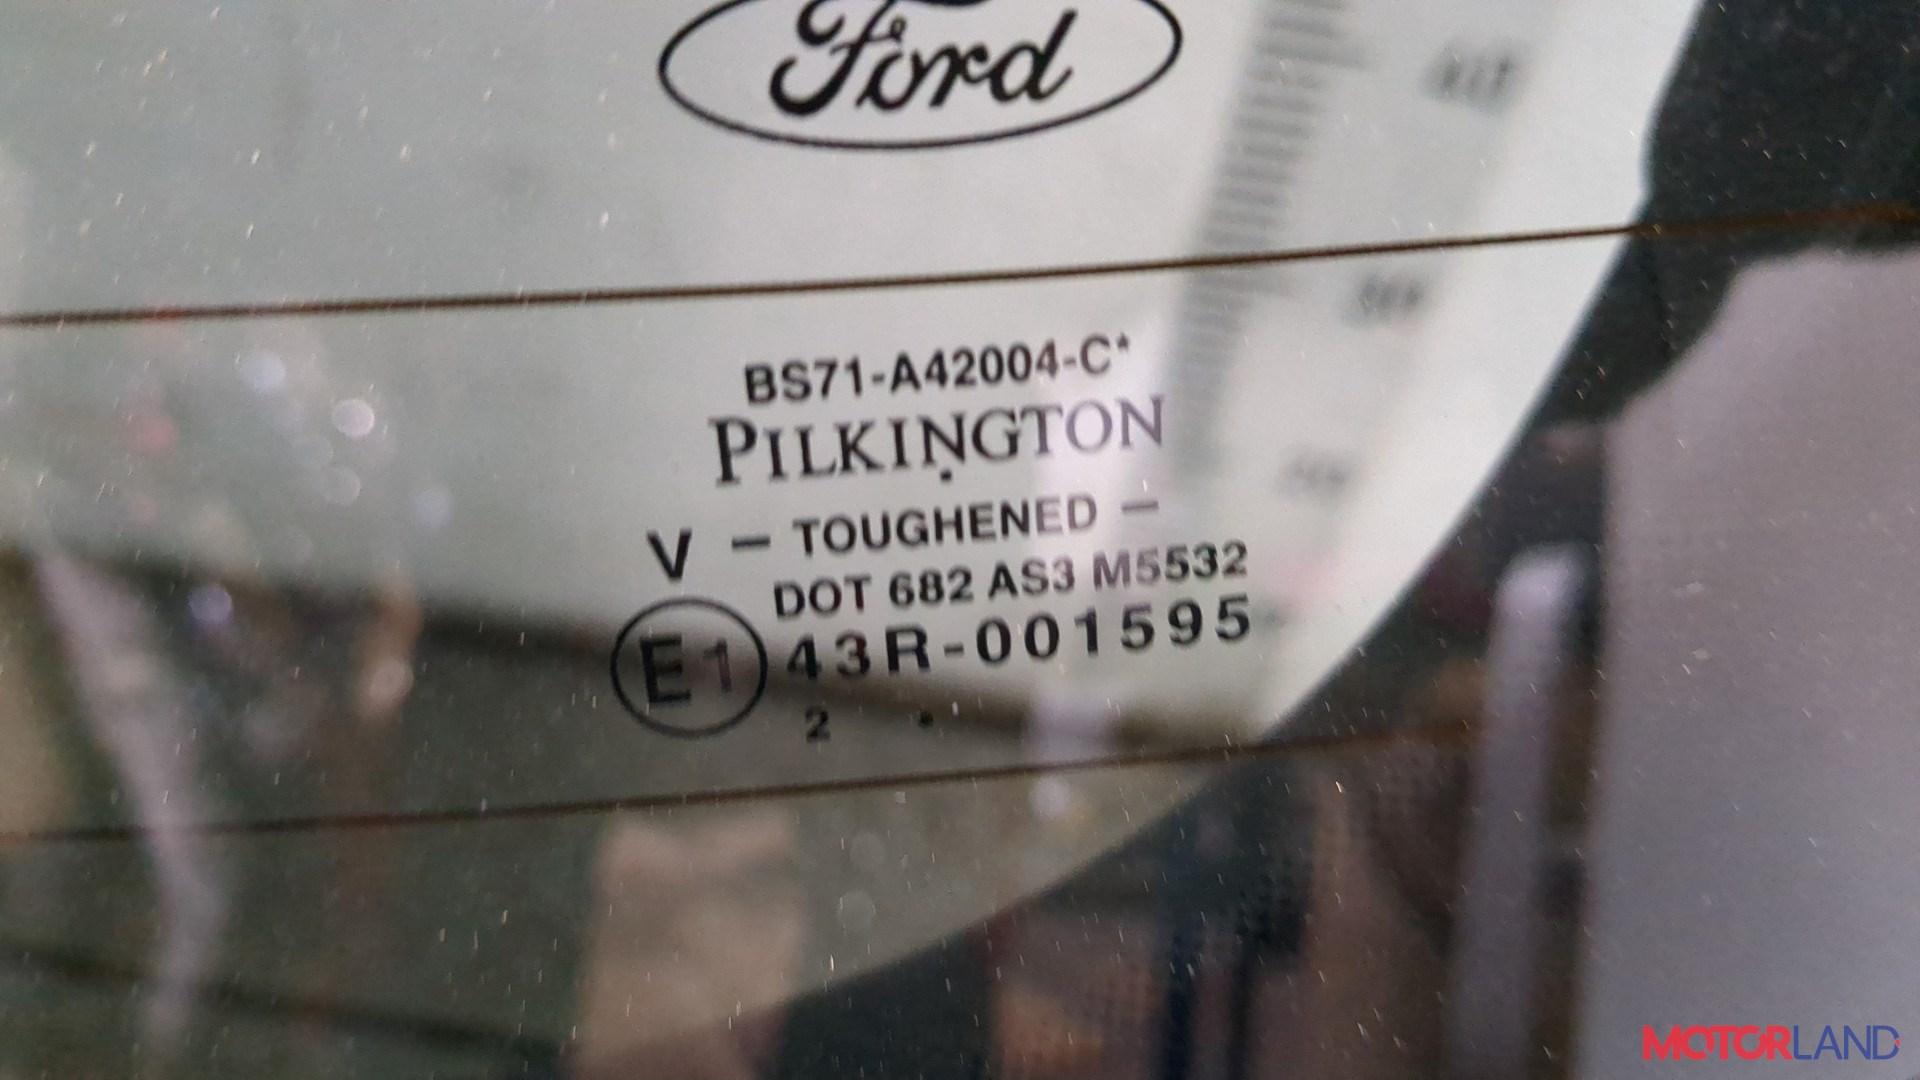 Ford
BS71-A42004-C*
PILKINGTON
V - TOUGHENED -
DOT 682 AS3 M5532
E1 43R-001595
2 .
MOTORLAND